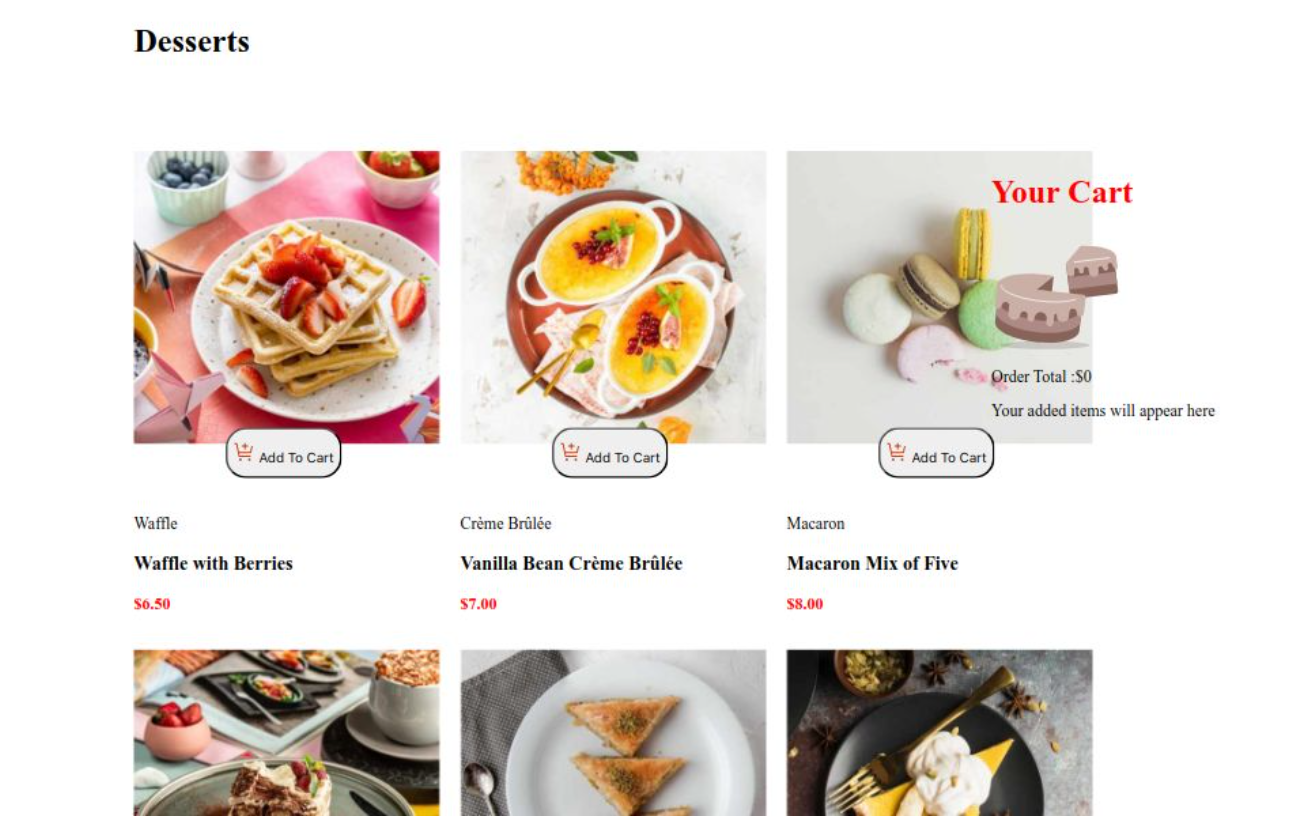 Desserts
Your Cart
Order Total :$0
Your added items will appear here
Add To Cart
Add To Cart
Add To Cart
Waffle
Crème Brûlée
Macaron
Waffle with Berries
Vanilla Bean Crème Brûlée
Macaron Mix of Five
$6.50
$7.00
$8.00